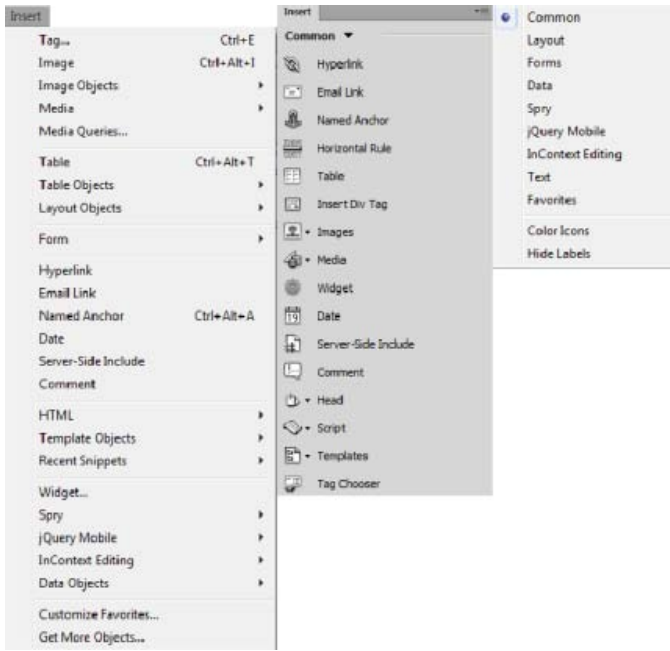 Insert
Tag... Ctrl+E
Image Ctrl+Alt+I
Image Objects
Media
Media Queries...
Table Ctrl+Alt+T
Table Objects
Layout Objects
Form
Hyperlink
Email Link
Named Anchor Ctrl+Alt+A
Date
Server-Side Include
Comment
HTML
Template Objects
Recent Snippets
Widget...
Spry
jQuery Mobile
InContext Editing
Data Objects
Customize Favorites...
Get More Objects...
Insert
Common
Hyperlink
Email Link
Named Anchor
Horizontal Rule
Table
Insert Div Tag
Images
Media
Widget
19 Date
Server-Side Include
Comment
Head
Script
Templates
Tag Chooser
Common
Layout
Forms
Data
Spry
jQuery Mobile
InContext Editing
Text
Favorites
Color Icons
Hide Labels